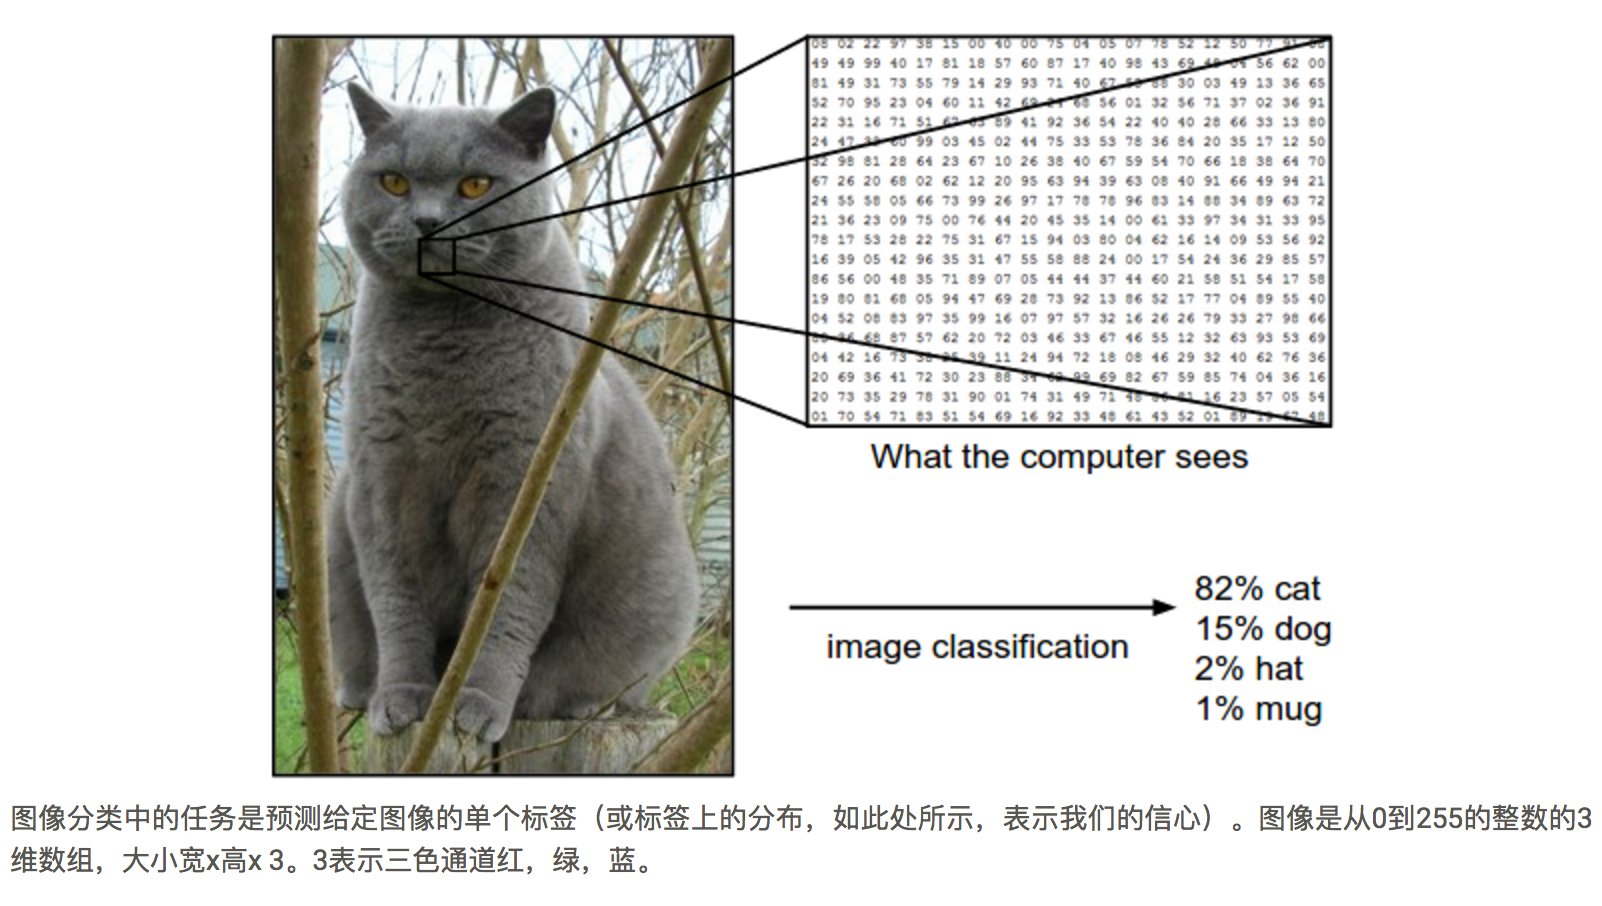 08 02 22 97 38 15 00 40 00 75 04 05 07 78 52 12 50 77 91
49 49 99 40 17 81 18 57 60 87 17 40 98 43 69 48 04 56 62 00
81 49 31 73 55 79 14 29 93 71 40 67 88 30 03 49 13 36 65
52 70 95 23 04 60 11 42 69 24 68 56 01 32 56 71 37 02 36 91
22 31 16 71 51 67 63 89 41 92 36 54 22 40 40 28 66 33 13 80
24 47 60 99 03 45 02 44 75 33 53 78 36 84 20 35 17 12 50
32 98 81 28 64 23 67 10 26 38 40 67 59 54 70 66 18 38 64 70
67 26 20 68 02 62 12 20 95 63 94 39 63 08 40 91 66 49 94 21
24 55 58 05 66 73 99 26 97 17 78 78 96 83 14 88 34 89 63 72
21 36 23 09 75 00 76 44 20 45 35 14 00 61 33 97 34 31 33 95
78 17 53 28 22 75 31 67 15 94 03 80 04 62 16 14 09 53 56 92
16 39 05 42 96 35 31 47 55 58 88 24 00 17 54 24 36 29 85 57
86 56 00 48 35 71 89 07 05 44 44 37 44 60 21 58 51 54 17 58
19 80 81 68 05 94 47 69 28 73 92 13 86 52 17 77 04 89 55 40
04 52 08 83 97 35 99 16 07 97 57 32 16 26 26 79 33 27 98 66
36 68 87 57 62 20 72 03 46 33 67 46 55 12 32 63 93 53 69
04 42 16 73 38 25 39 11 24 94 72 18 08 46 29 32 40 62 76 36
20 69 36 41 72 30 23 88 34 62 99 69 82 67 59 85 74 04 36 16
20 73 35 29 78 31 90 01 74 31 49 71 48 86 81 16 23 57 05 54
01 70 54 71 83 51 54 69 16 92 33 48 61 43 52 01 89 19 67 48
What the computer sees
image classification
82% cat
15% dog
2% hat
1% mug
图像分类中的任务是预测给定图像的单个标签（或标签上的分布，如此处所示，表示我们的信心）。图像是从0到255的整数的3
维数组，大小宽x高x 3。3表示三色通道红，绿，蓝。